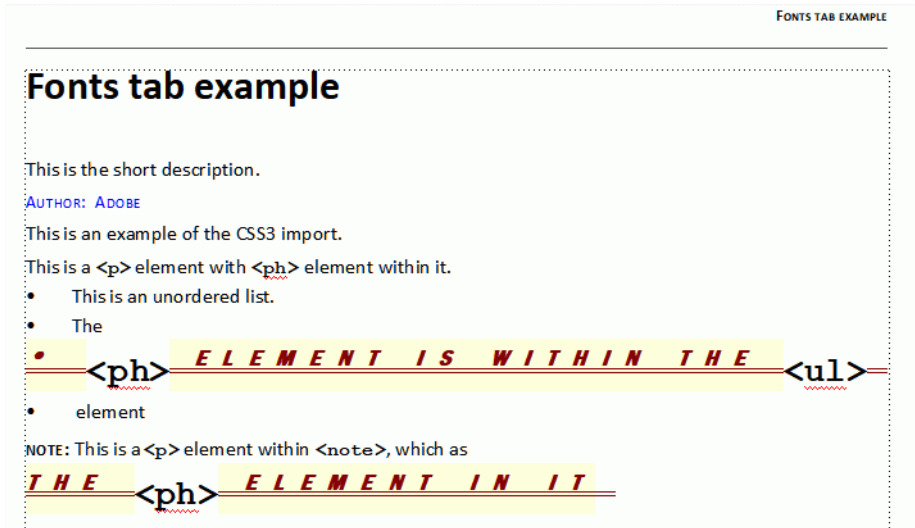 FONTS TAB EXAMPLE
Fonts tab example
This is the short description.
AUTHOR: ADOBE
This is an example of the CSS3 import.
This is a <p> element with <ph> element within it.
• This is an unordered list.
• The
• <ph> ELEMENT IS WITHIN THE <ul>
• element
NOTE: This is a <p> element within <note>, which as
THE <ph> ELEMENT IN IT